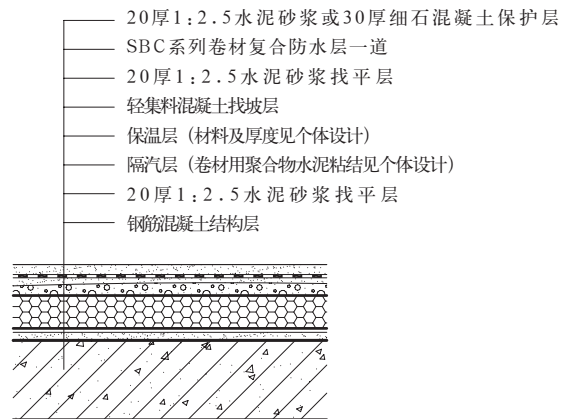 20厚1:2.5水泥砂浆或30厚细石混凝土保护层
SBC系列卷材复合防水层一道
20厚1:2.5水泥砂浆找平层
轻集料混凝土找坡层
保温层（材料及厚度见个体设计）
隔汽层（卷材用聚合物水泥粘结见个体设计）
20厚1:2.5水泥砂浆找平层
钢筋混凝土结构层